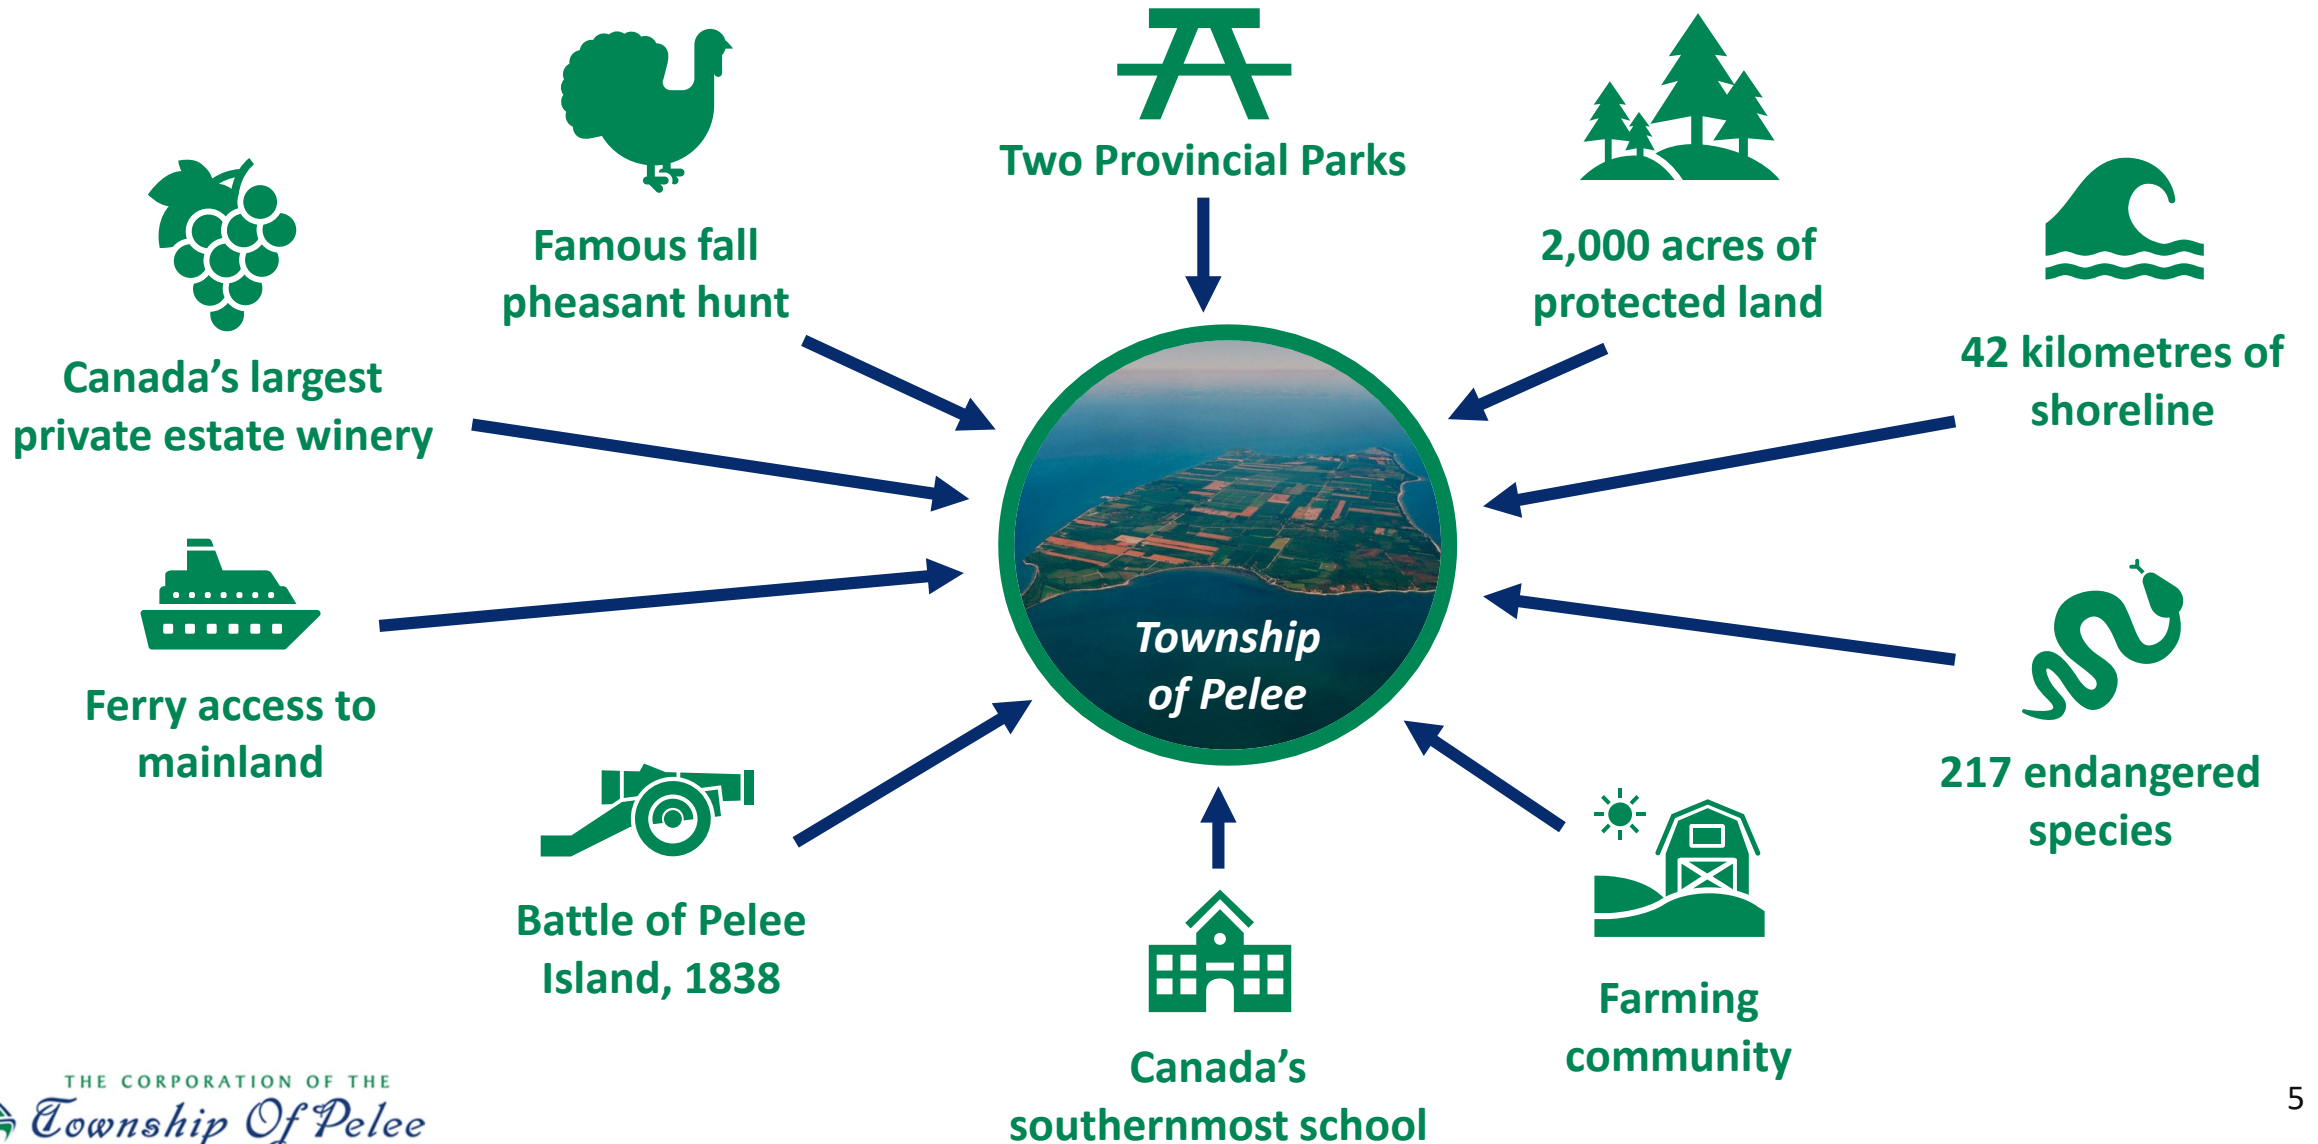 Two Provincial Parks
Famous fall
pheasant hunt
2,000 acres of
protected land
Canada’s largest
private estate winery
42 kilometres of
shoreline
Township
of Pelee
Ferry access to
mainland
217 endangered
species
Battle of Pelee
Island, 1838
Farming
community
Canada’s
southernmost school
THE CORPORATION OF THE
Township Of Pelee
5